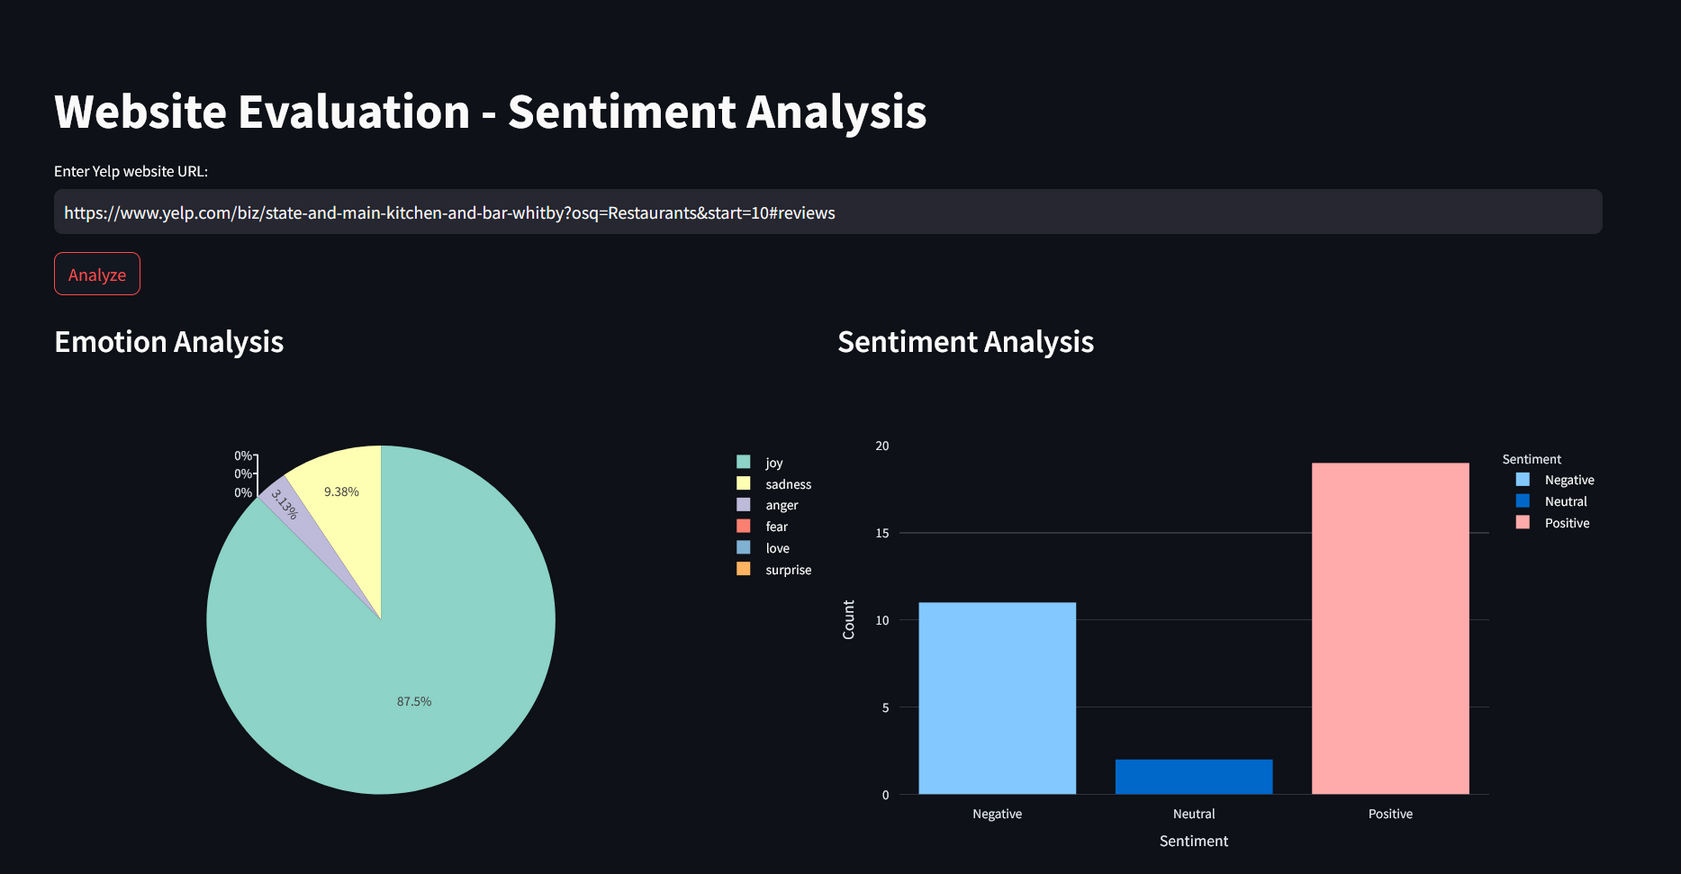 Website Evaluation - Sentiment Analysis
Enter Yelp website URL:
https://www.yelp.com/biz/state-and-main-kitchen-and-bar-whitby?osq=Restaurants&start=10#reviews
Analyze
Emotion Analysis
0%
0%
0%
3.13%
9.38%
87.5%
joy
sadness
anger
fear
love
surprise
Sentiment Analysis
20
15
10
5
0
Count
Negative
Neutral
Positive
Sentiment
Sentiment
Negative
Neutral
Positive